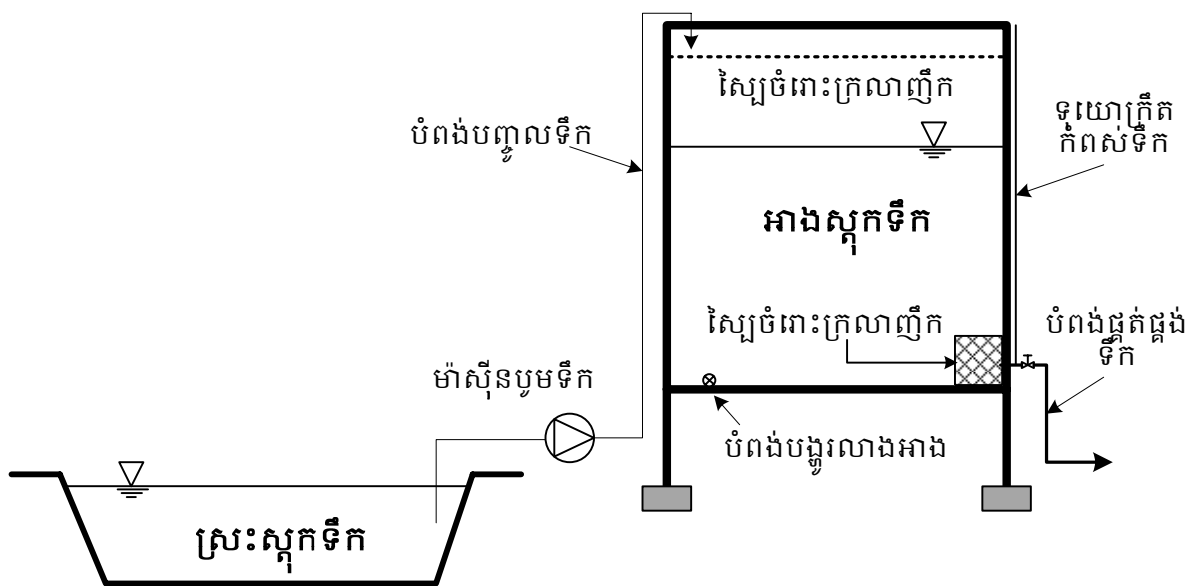 ស្បៃចំរោះក្រលាញឹក
បំពង់បញ្ចូលទឹក
ទុយោក្រឹត
កំពស់ទឹក
អាងស្តុកទឹក
ស្បៃចំរោះក្រលាញឹក
បំពង់ផ្គត់ផ្គង់
ទឹក
ម៉ាស៊ីនបូមទឹក
បំពង់បង្ហូរលាងអាង
ស្រះស្តុកទឹក